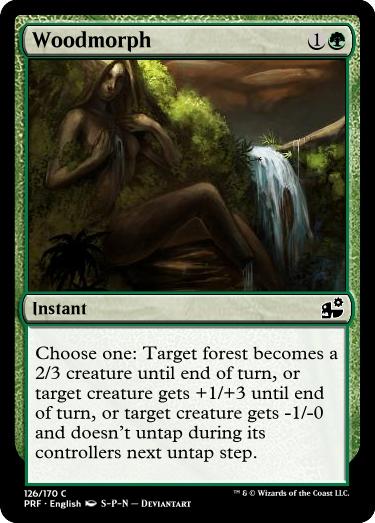 Woodmorph 1
Instant
Choose one: Target forest becomes a
2/3 creature until end of turn, or
target creature gets +1/+3 until end
of turn, or target creature gets -1/-0
and doesn't untap during its
controllers next untap step.
126/170 C
PRF • English S-P-N — Deviantart
™ & © Wizards of the Coast LLC.